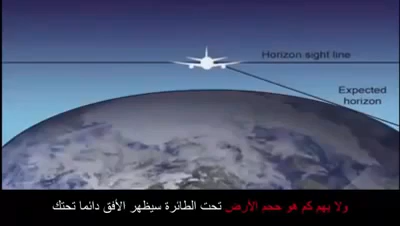 Horizon sight line
Expected
horizon
ولا يهم كم هو حجم الأرض تحت الطائرة سيظهر الأفق دائما تحتك